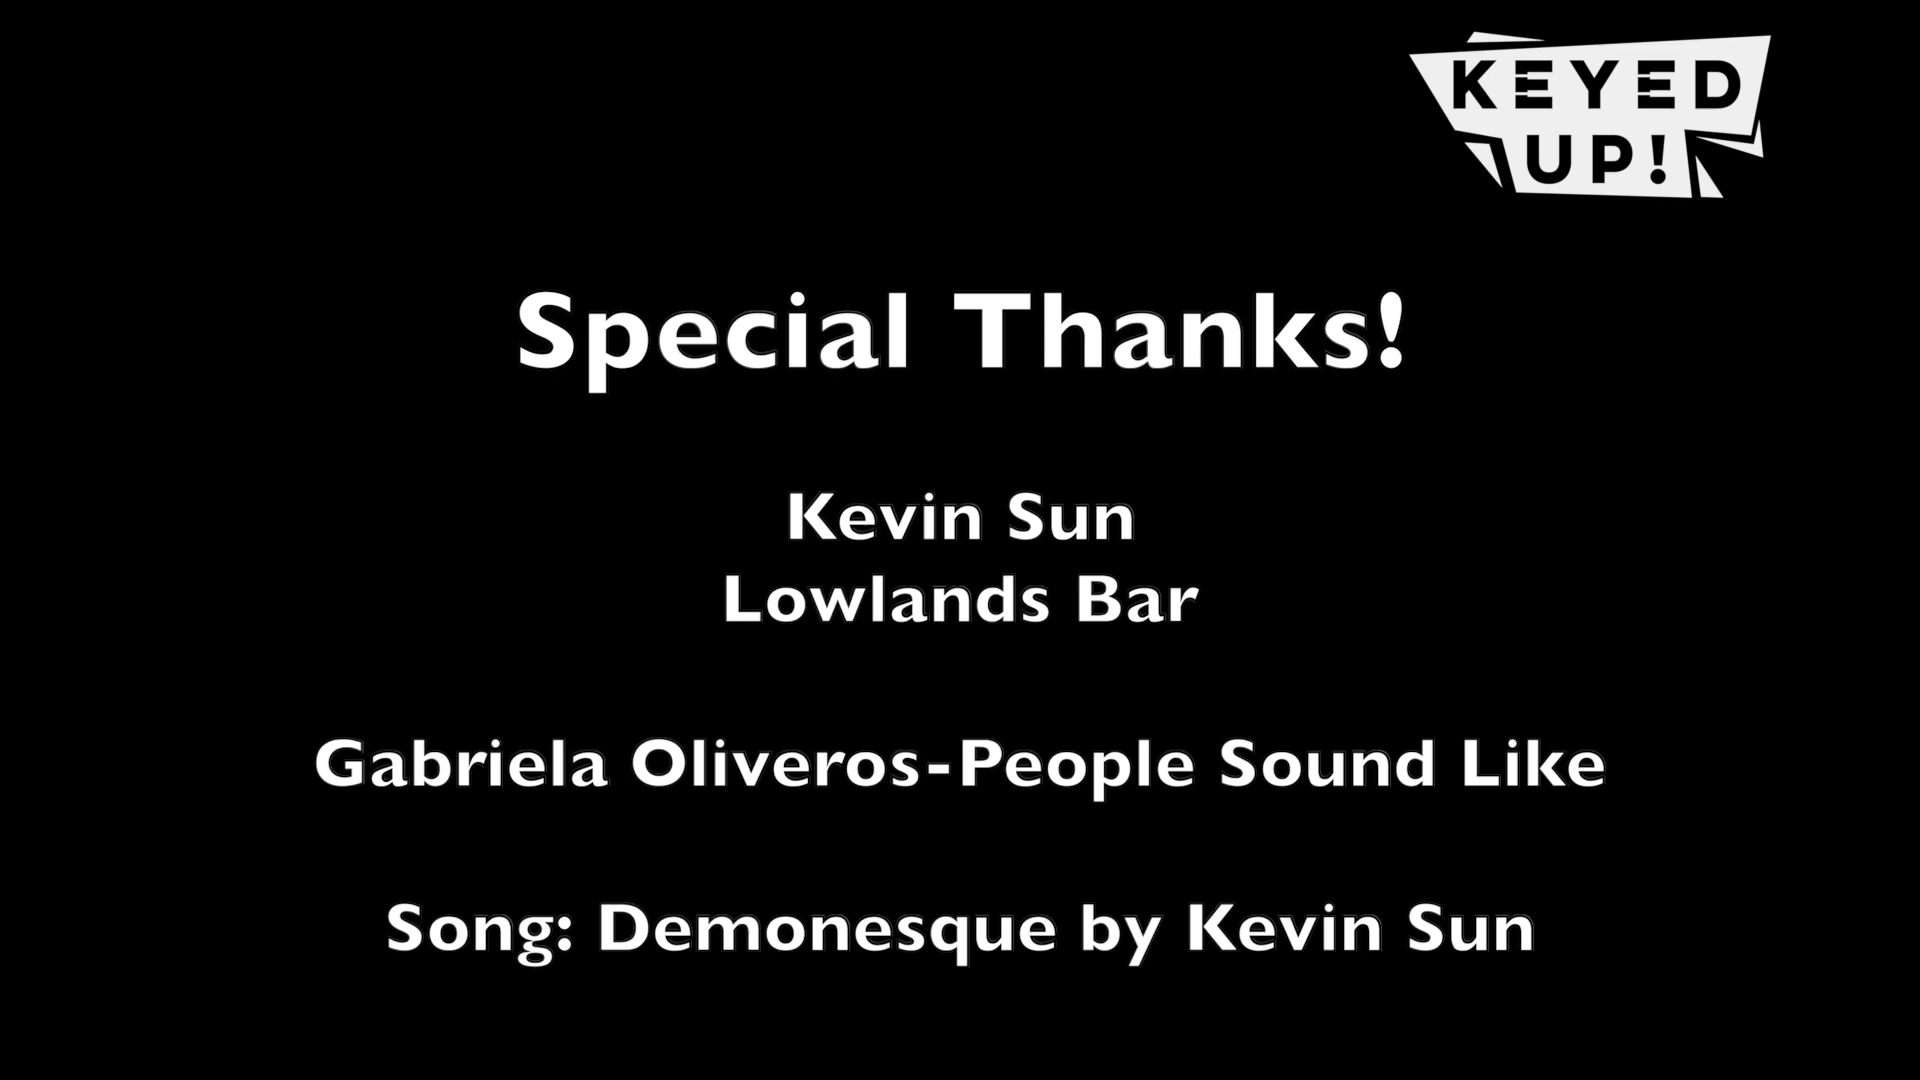 KEYED
UP!
Special Thanks!
Kevin Sun
Lowlands Bar
Gabriela Oliveros-People Sound Like
Song: Demonesque by Kevin Sun